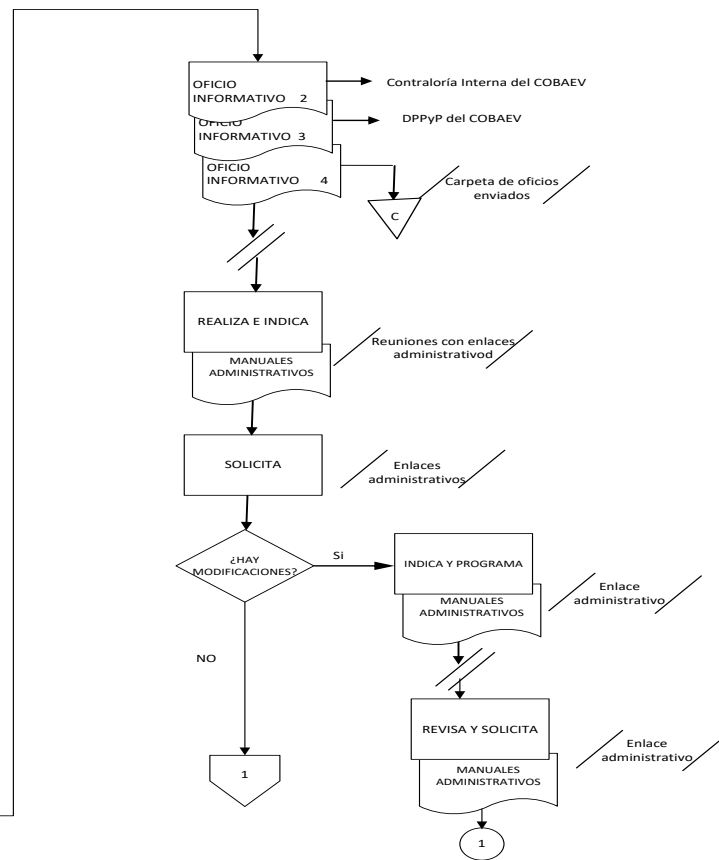 OFICIO
INFORMATIVO 2
Contraloría Interna del COBAEV
OFICIO
INFORMATIVO 3
DPPyP del COBAEV
OFICIO
INFORMATIVO 4
C
Carpeta de oficios
enviados
REALIZA E INDICA
MANUALES
ADMINISTRATIVOS
Reuniones con enlaces
administrativod
SOLICITA
Enlaces
administrativos
¿HAY
MODIFICACIONES?
Si
INDICA Y PROGRAMA
MANUALES
ADMINISTRATIVOS
Enlace
administrativo
NO
REVISA Y SOLICITA
MANUALES
ADMINISTRATIVOS
Enlace
administrativo
1
1